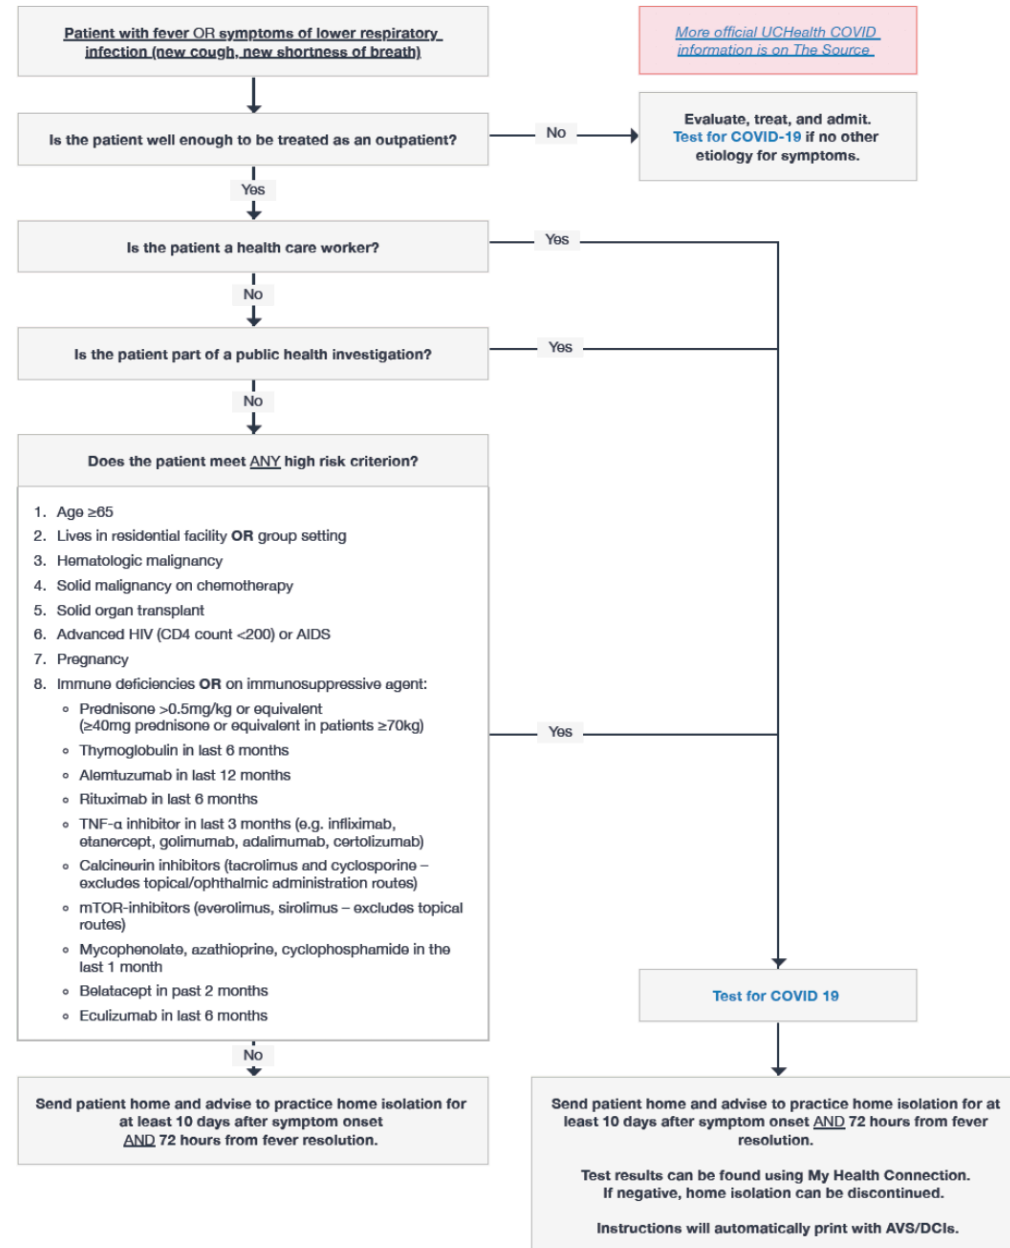 Patient with fever OR symptoms of lower respiratory
infection (new cough, new shortness of breath)
More official UCHealth COVID
information is on The Source
Is the patient well enough to be treated as an outpatient?
No
Evaluate, treat, and admit.
Test for COVID-19 if no other
etiology for symptoms.
Yes
Is the patient a health care worker?
Yes
No
Is the patient part of a public health investigation?
Yes
No
Does the patient meet ANY high risk criterion?
1. Age ≥65
2. Lives in residential facility OR group setting
3. Hematologic malignancy
4. Solid malignancy on chemotherapy
5. Solid organ transplant
6. Advanced HIV (CD4 count <200) or AIDS
7. Pregnancy
8. Immune deficiencies OR on immunosuppressive agent:
Prednisone >0.5mg/kg or equivalent
(≥40mg prednisone or equivalent in patients ≥70kg)
Thymoglobulin in last 6 months
Alemtuzumab in last 12 months
Rituximab in last 6 months
TNF-α inhibitor in last 3 months (e.g. infliximab,
etanercept, golimumab, adalimumab, certolizumab)
Calcineurin inhibitors (tacrolimus and cyclosporine –
excludes topical/ophthalmic administration routes)
mTOR-inhibitors (everolimus, sirolimus – excludes topical
routes)
Mycophenolate, azathioprine, cyclophosphamide in the
last 1 month
Belatacept in past 2 months
Eculizumab in last 6 months
Yes
Test for COVID 19
No
Send patient home and advise to practice home isolation for
at least 10 days after symptom onset
AND 72 hours from fever resolution.
Send patient home and advise to practice home isolation for at
least 10 days after symptom onset AND 72 hours from fever
resolution.
Test results can be found using My Health Connection.
If negative, home isolation can be discontinued.
Instructions will automatically print with AVS/DCIs.